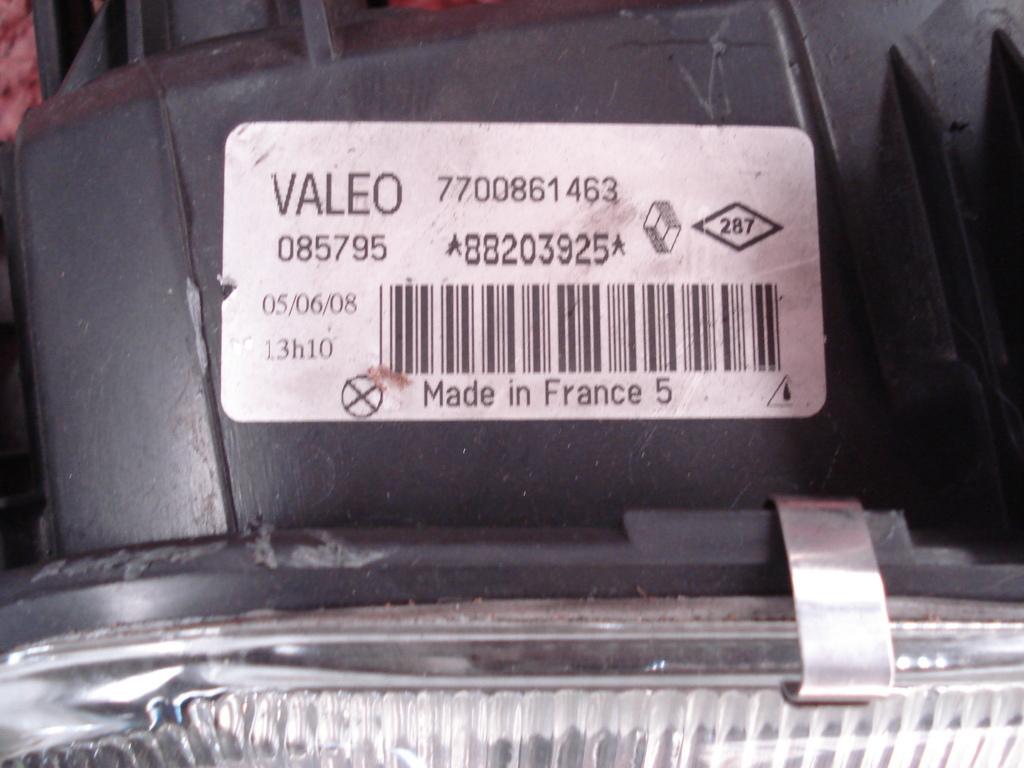 VALEO 7700861463
085795 *88203925* 287
05/06/08
13h10
Made in France 5